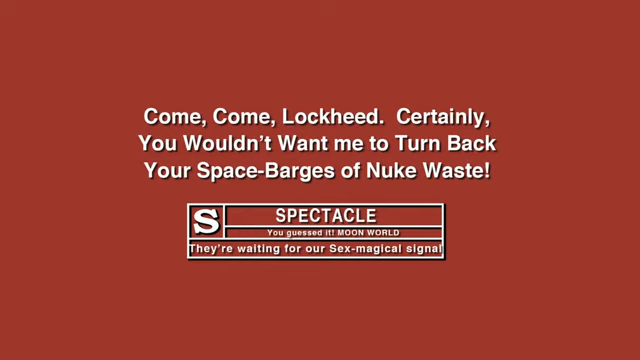 Come, Come, Lockheed.  Certainly,
You Wouldn't Want me to Turn Back
Your Space-Barges of Nuke Waste!
S
SPECTACLE
You guessed it! MOON WORLD
They're waiting for our Sex-magical signal